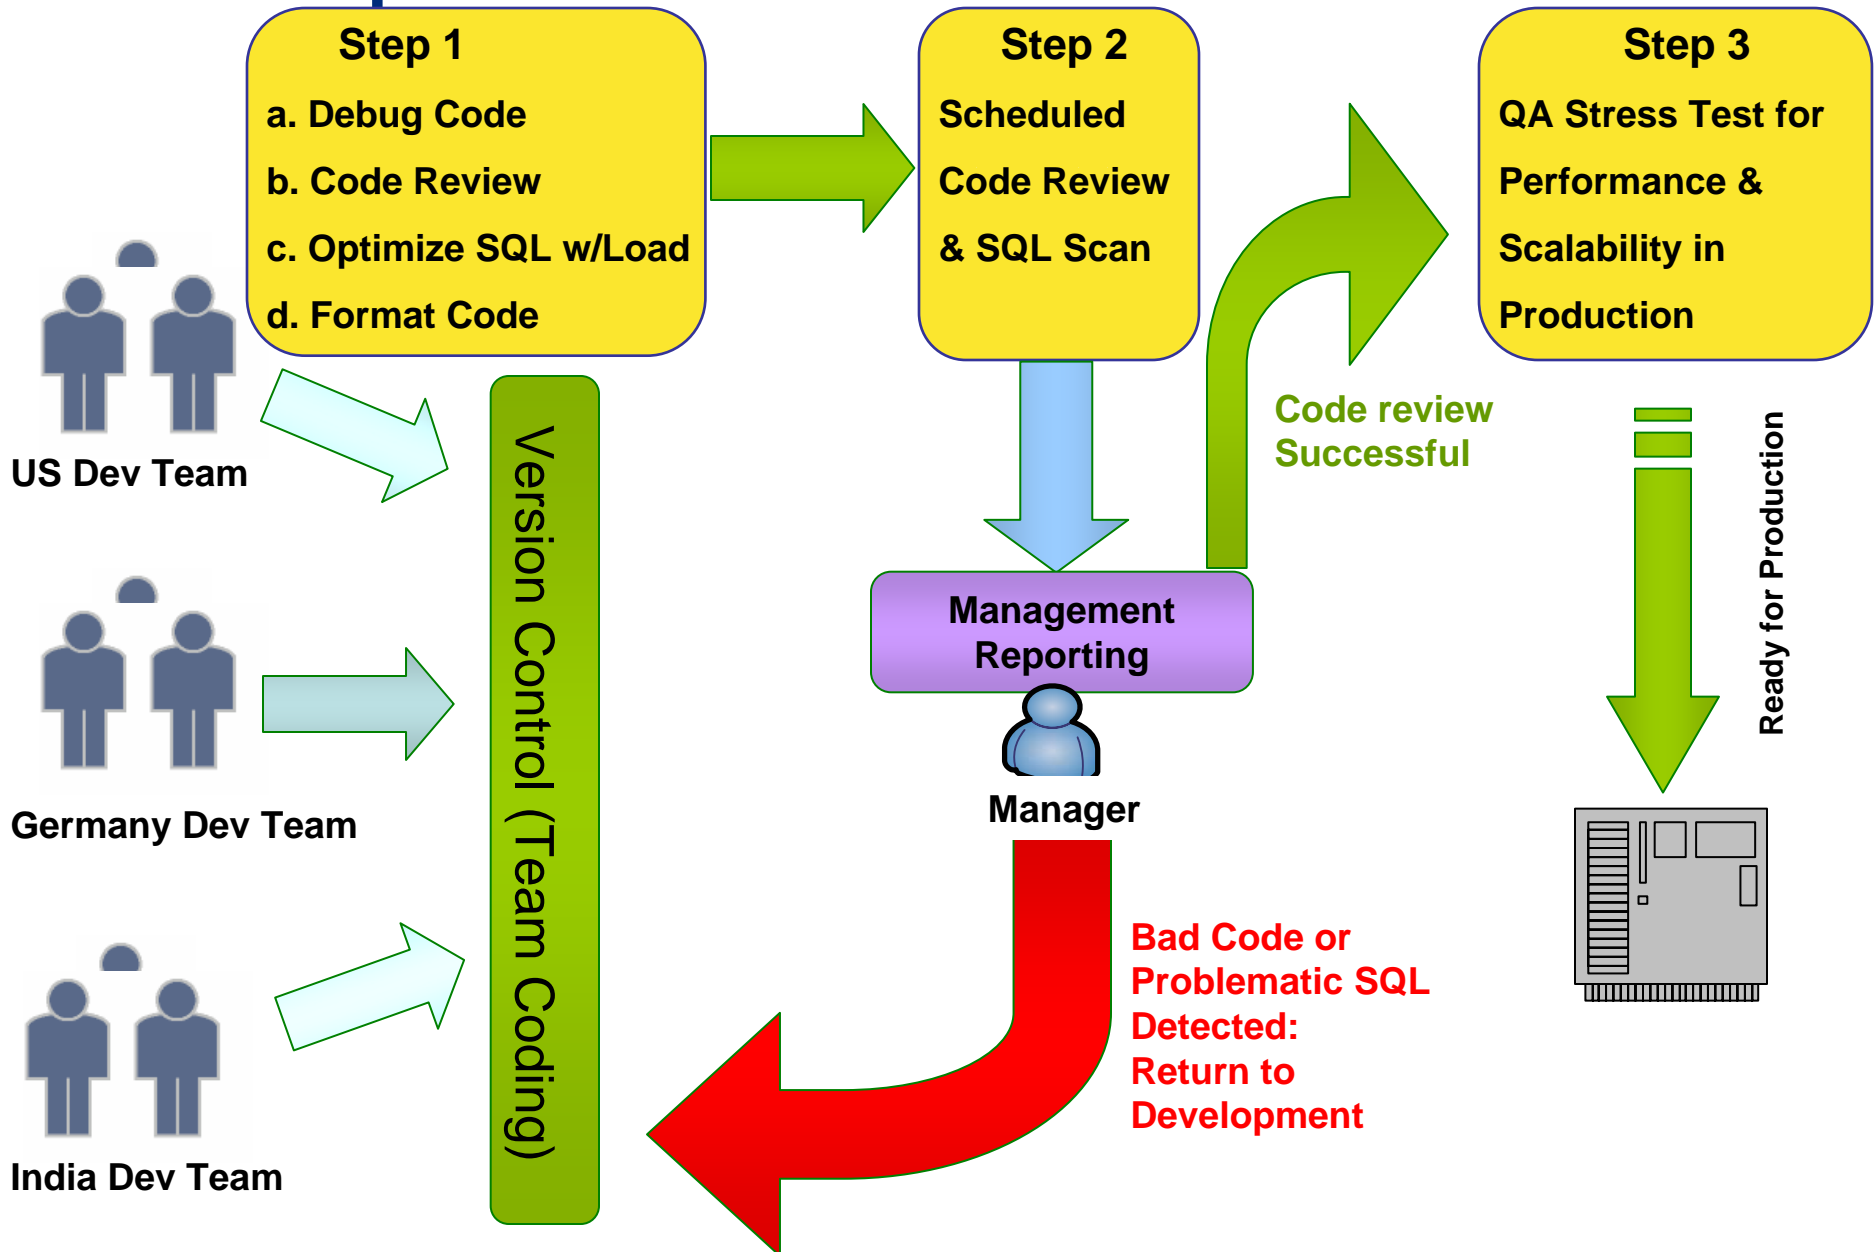 Step 1
a. Debug Code
b. Code Review
c. Optimize SQL w/Load
d. Format Code
Step 2
Scheduled
Code Review
& SQL Scan
Step 3
QA Stress Test for
Performance &
Scalability in
Production
US Dev Team
Germany Dev Team
India Dev Team
Version Control (Team Coding)
Management
Reporting
Manager
Code review
Successful
Ready for Production
Bad Code or
Problematic SQL
Detected:
Return to
Development